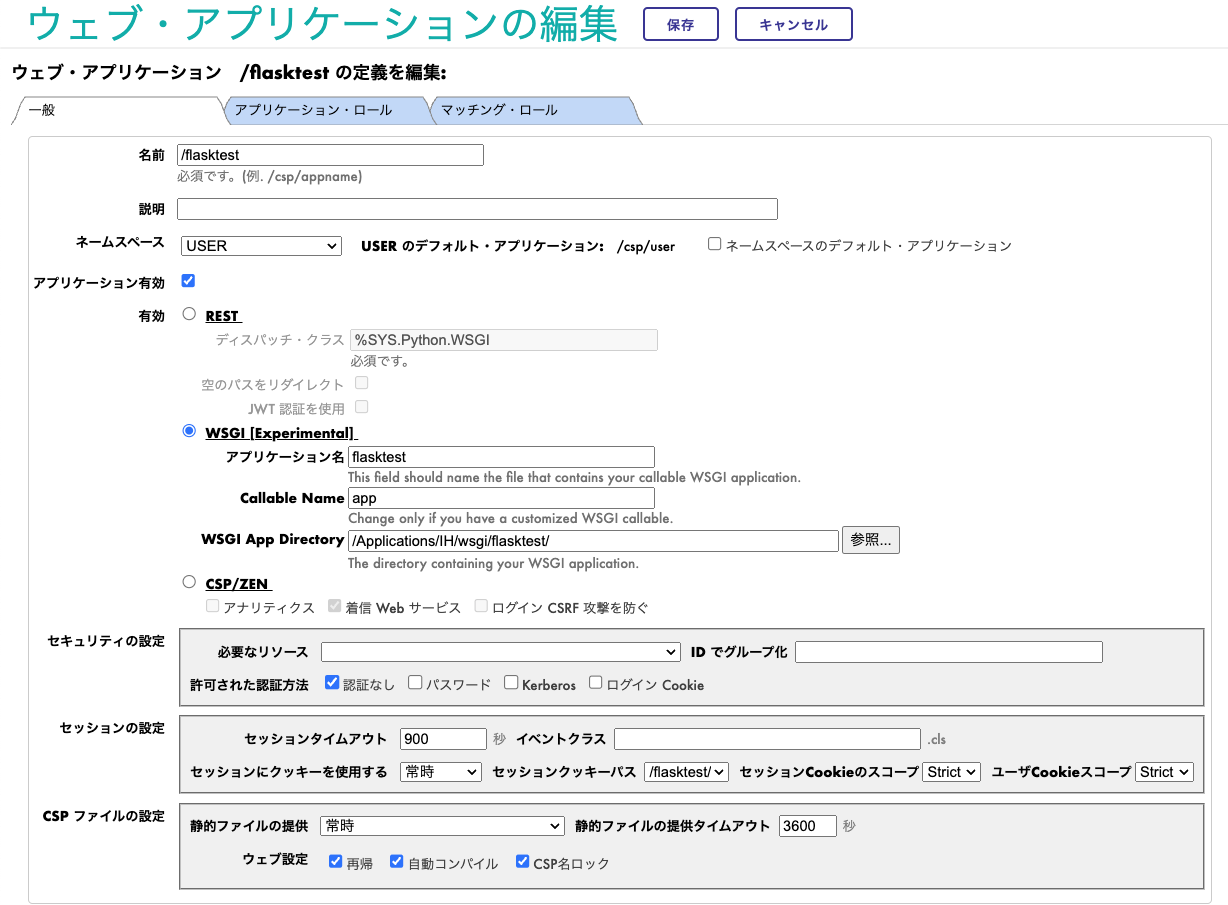 ウェブ・アプリケーションの編集 保存 キャンセル
ウェブ・アプリケーション /flasktest の定義を編集:
一般 アプリケーション・ロール マッチング・ロール
名前 /flasktest
必須です。(例. /csp/appname)
説明
ネームスペース USER USER のデフォルト・アプリケーション: /csp/user ネームスペースのデフォルト・アプリケーション
アプリケーション有効
有効 REST
ディスパッチ・クラス %SYS.Python.WSGI
必須です。
空のパスをリダイレクト
JWT 認証を使用
WSGI [Experimental]
アプリケーション名 flasktest
This field should name the file that contains your callable WSGI application.
Callable Name app
Change only if you have a customized WSGI callable.
WSGI App Directory /Applications/IH/wsgi/flasktest/ 参照...
The directory containing your WSGI application.
CSP/ZEN
アナリティクス 着信 Web サービス ログイン CSRF 攻撃を防ぐ
セキュリティの設定 必要なリソース ID でグループ化
許可された認証方法 認証なし パスワード Kerberos ログイン Cookie
セッションの設定 セッションタイムアウト 900 秒 イベントクラス .cls
セッションにクッキーを使用する 常時 セッションクッキーパス /flasktest/ セッションCookieのスコープ Strict ユーザCookieスコープ Strict
CSP ファイルの設定 静的ファイルの提供 常時 静的ファイルの提供タイムアウト 3600 秒
ウェブ設定 再帰 自動コンパイル CSP名ロック